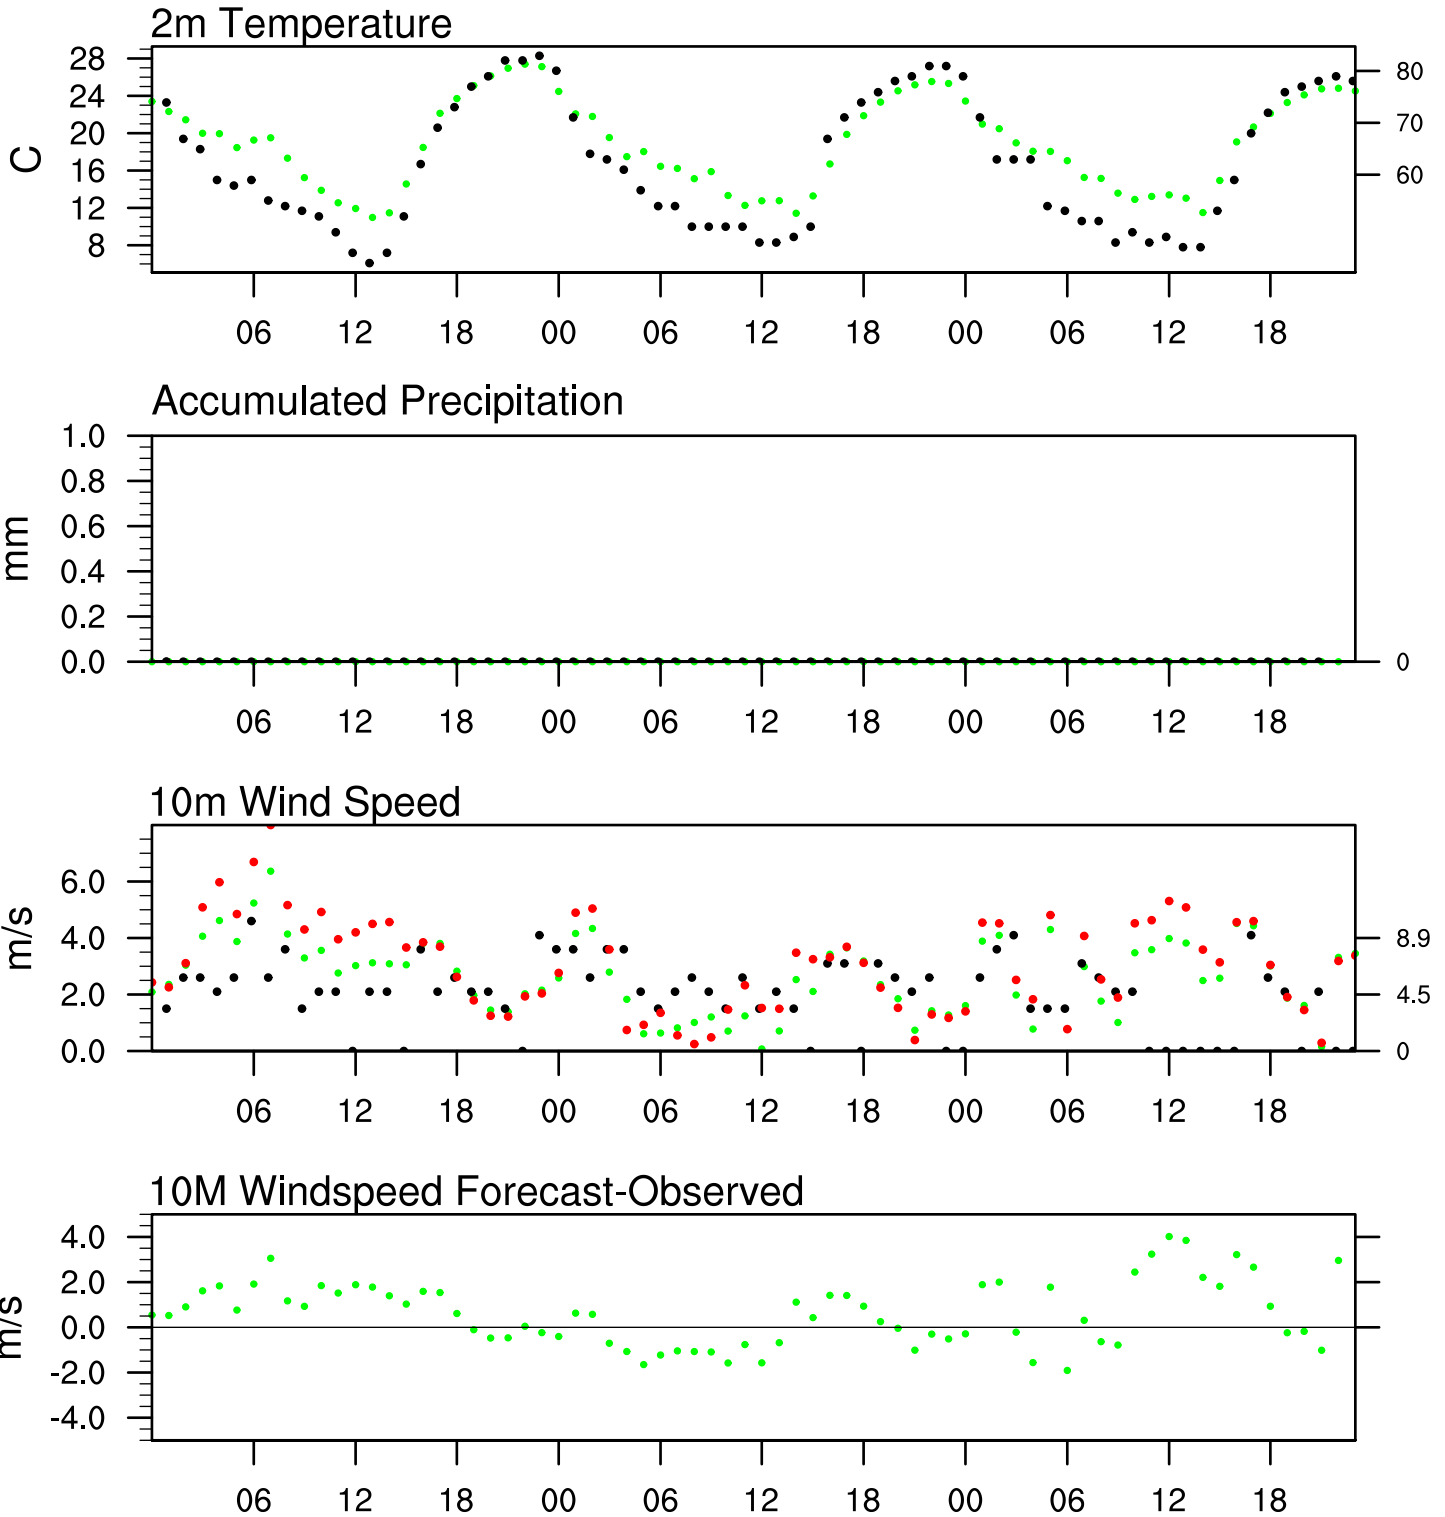 2m Temperature
28
24
20
16
12
8
C
80
70
60
06 12 18 00 06 12 18 00 06 12 18
Accumulated Precipitation
1.0
0.8
0.6
0.4
0.2
0.0
mm
0
06 12 18 00 06 12 18 00 06 12 18
10m Wind Speed
6.0
4.0
2.0
0.0
m/s
8.9
4.5
0
06 12 18 00 06 12 18 00 06 12 18
10M Windspeed Forecast-Observed
4.0
2.0
0.0
-2.0
-4.0
m/s
06 12 18 00 06 12 18 00 06 12 18